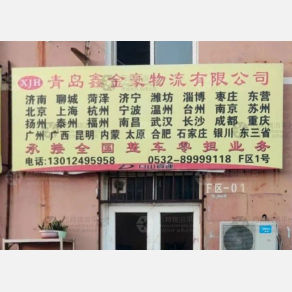 XJH 青岛鑫金豪物流有限公司
济南 聊城 菏泽 济宁 潍坊 淄博 枣庄 东营
北京 上海 杭州 宁波 温州 台州 南京 苏州
扬州 泰州 福州 南昌 武汉 长沙 成都 重庆
广州 广西 昆明 内蒙 太原 合肥 石家庄 银川 东三省
承接全国整车零担业务
电话:13012495958 0532-89999118 F区1号
F区-01